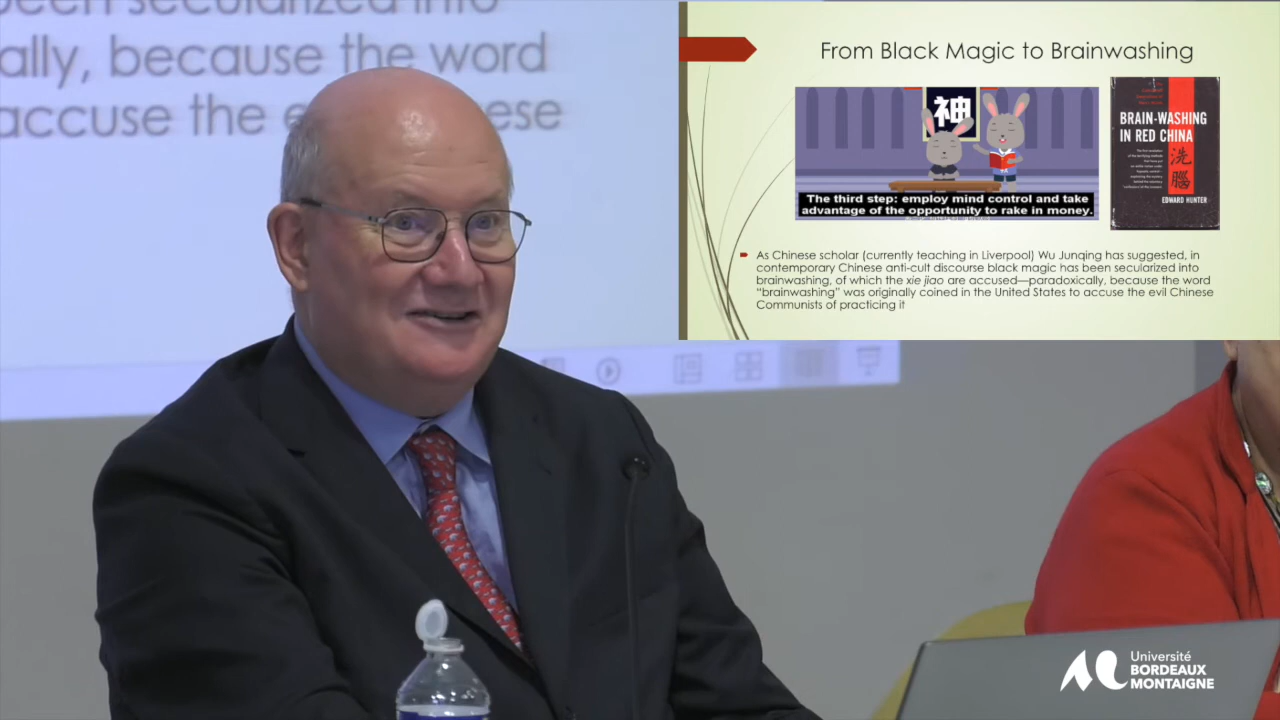 been secularized into
ally, because the word
accuse the e ese
From Black Magic to Brainwashing
神
The third step: employ mind control and take
advantage of the opportunity to rake in money.
BRAIN-WASHING
IN RED CHINA
洗
腦
EDWARD HUNTER
As Chinese scholar (currently teaching in Liverpool) Wu Junqing has suggested, in
contemporary Chinese anti-cult discourse black magic has been secularized into
brainwashing, of which the xie jiao are accused—paradoxically, because the word
“brainwashing” was originally coined in the United States to accuse the evil Chinese
Communists of practicing it
Université
BORDEAUX
MONTAIGNE